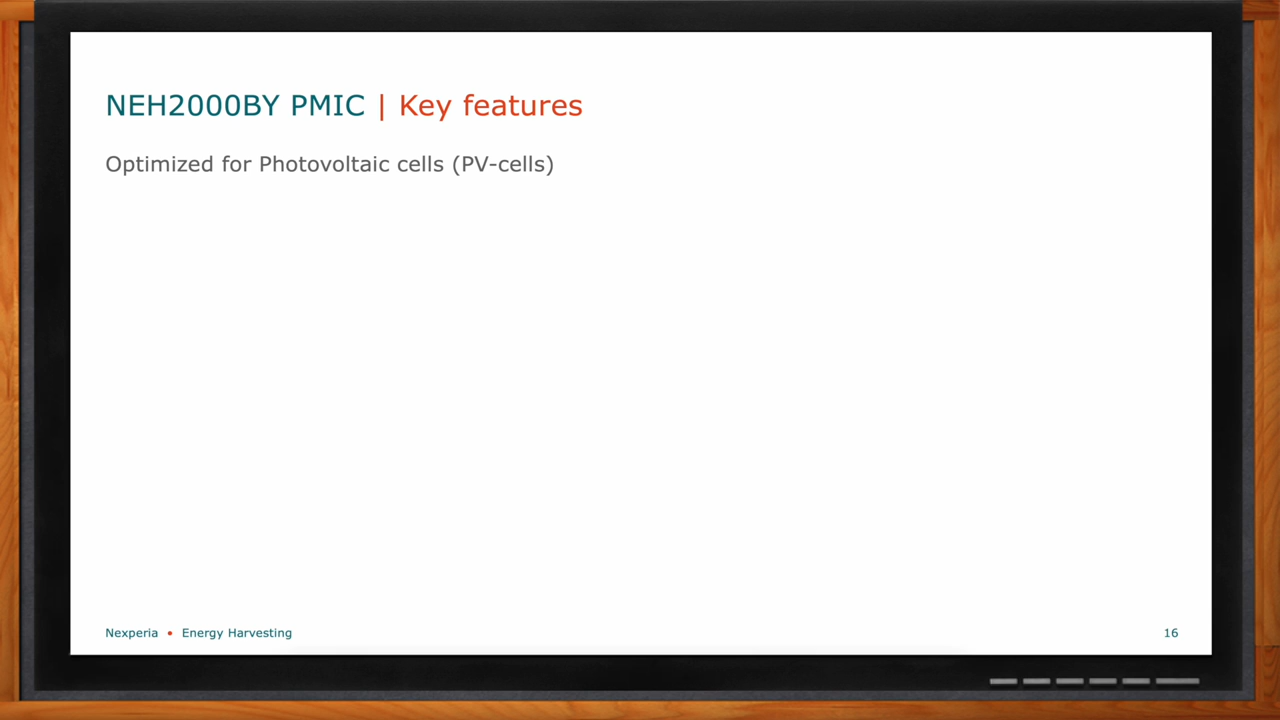 NEH2000BY PMIC | Key features
Optimized for Photovoltaic cells (PV-cells)
Nexperia • Energy Harvesting
16